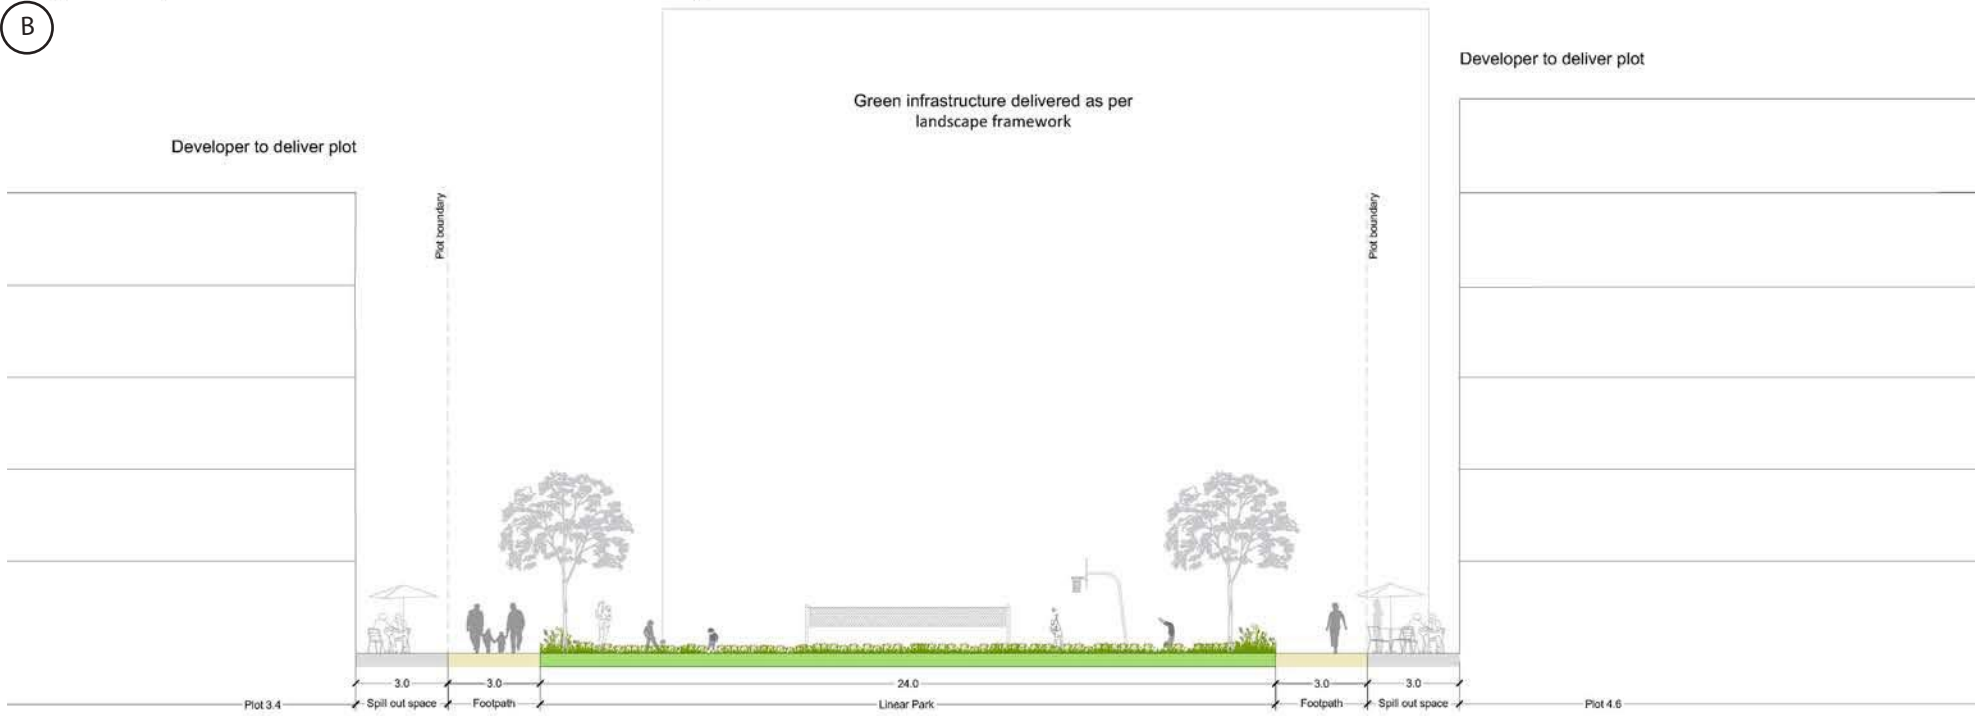 B
Developer to deliver plot
Green infrastructure delivered as per
landscape framework
Developer to deliver plot
Plot boundary
Plot boundary
3.0
3.0
24.0
3.0
3.0
Plot 3.4
Spill out space
Footpath
Linear Park
Footpath
Spill out space
Plot 4.6